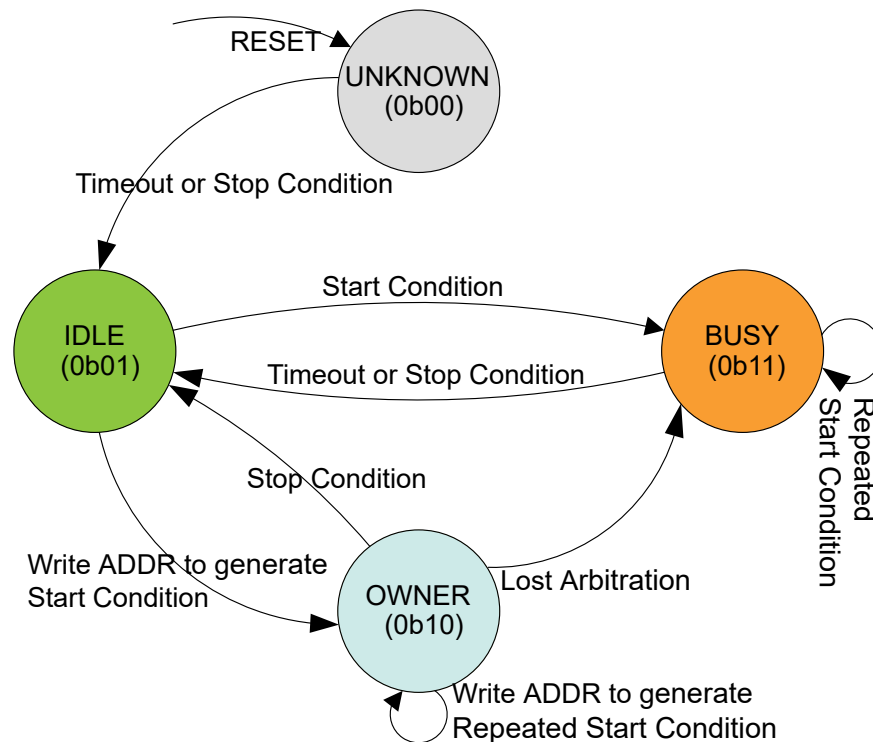 RESET
UNKNOWN
(0b00)
Timeout or Stop Condition
Start Condition
IDLE
(0b01)
BUSY
(0b11)
Timeout or Stop Condition
Repeated
Start Condition
Stop Condition
Write ADDR to generate
Start Condition
Lost Arbitration
OWNER
(0b10)
Write ADDR to generate
Repeated Start Condition